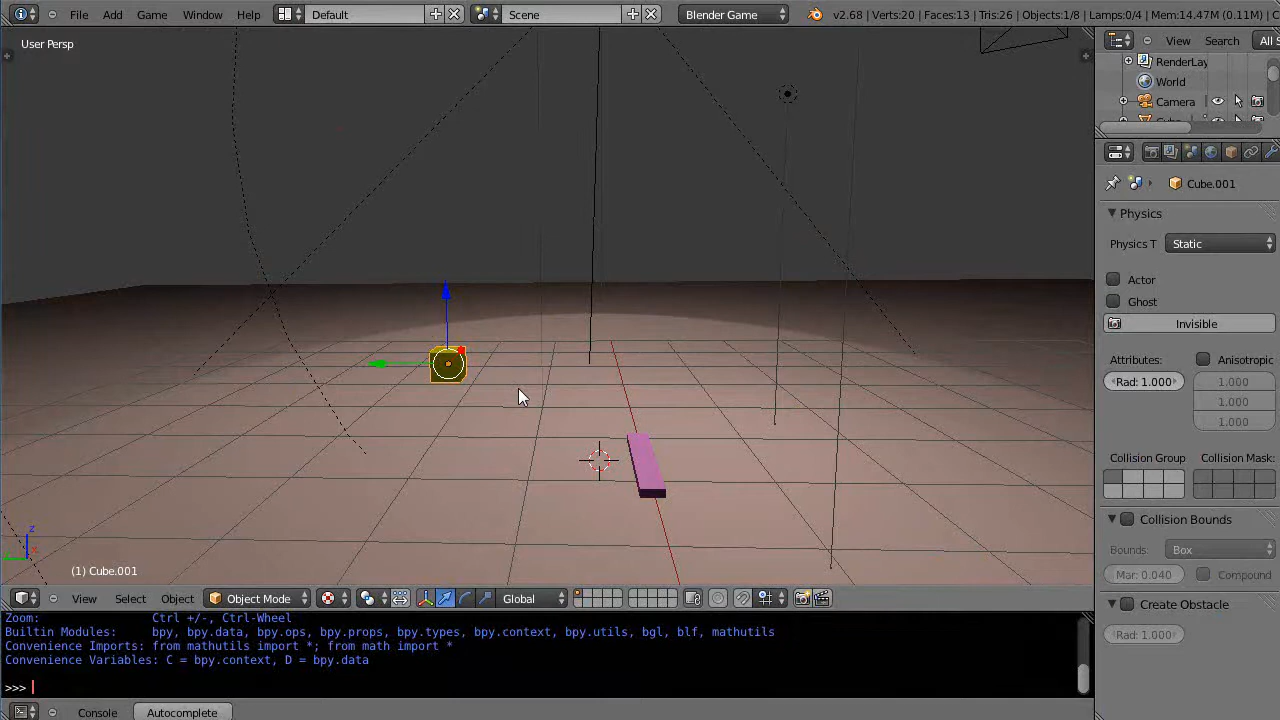 File Add Game Window Help Default Scene Blender Game v2.68 | Verts:20 | Faces:13 | Tris:26 | Objects:1/8 | Lamps:0/4 | Mem:14.47M (0.11M) | C
User Persp
View Search All S
RenderLay
World
Camera
Cube.001
Physics
Physics T Static
Actor
Ghost
Invisible
Attributes: Anisotropic
Rad: 1.000 1.000
1.000
1.000
Collision Group Collision Mask:
Collision Bounds
Bounds: Box
Mar: 0.040 Compound
Create Obstacle
Rad: 1.000
z
x
(1) Cube.001
View Select Object Object Mode Global
Zoom: Ctrl +/-, Ctrl-Wheel
Builtin Modules: bpy, bpy.data, bpy.ops, bpy.props, bpy.types, bpy.context, bpy.utils, bgl, blf, mathutils
Convenience Imports: from mathutils import *; from math import *
Convenience Variables: C = bpy.context, D = bpy.data
>>>
Console Autocomplete